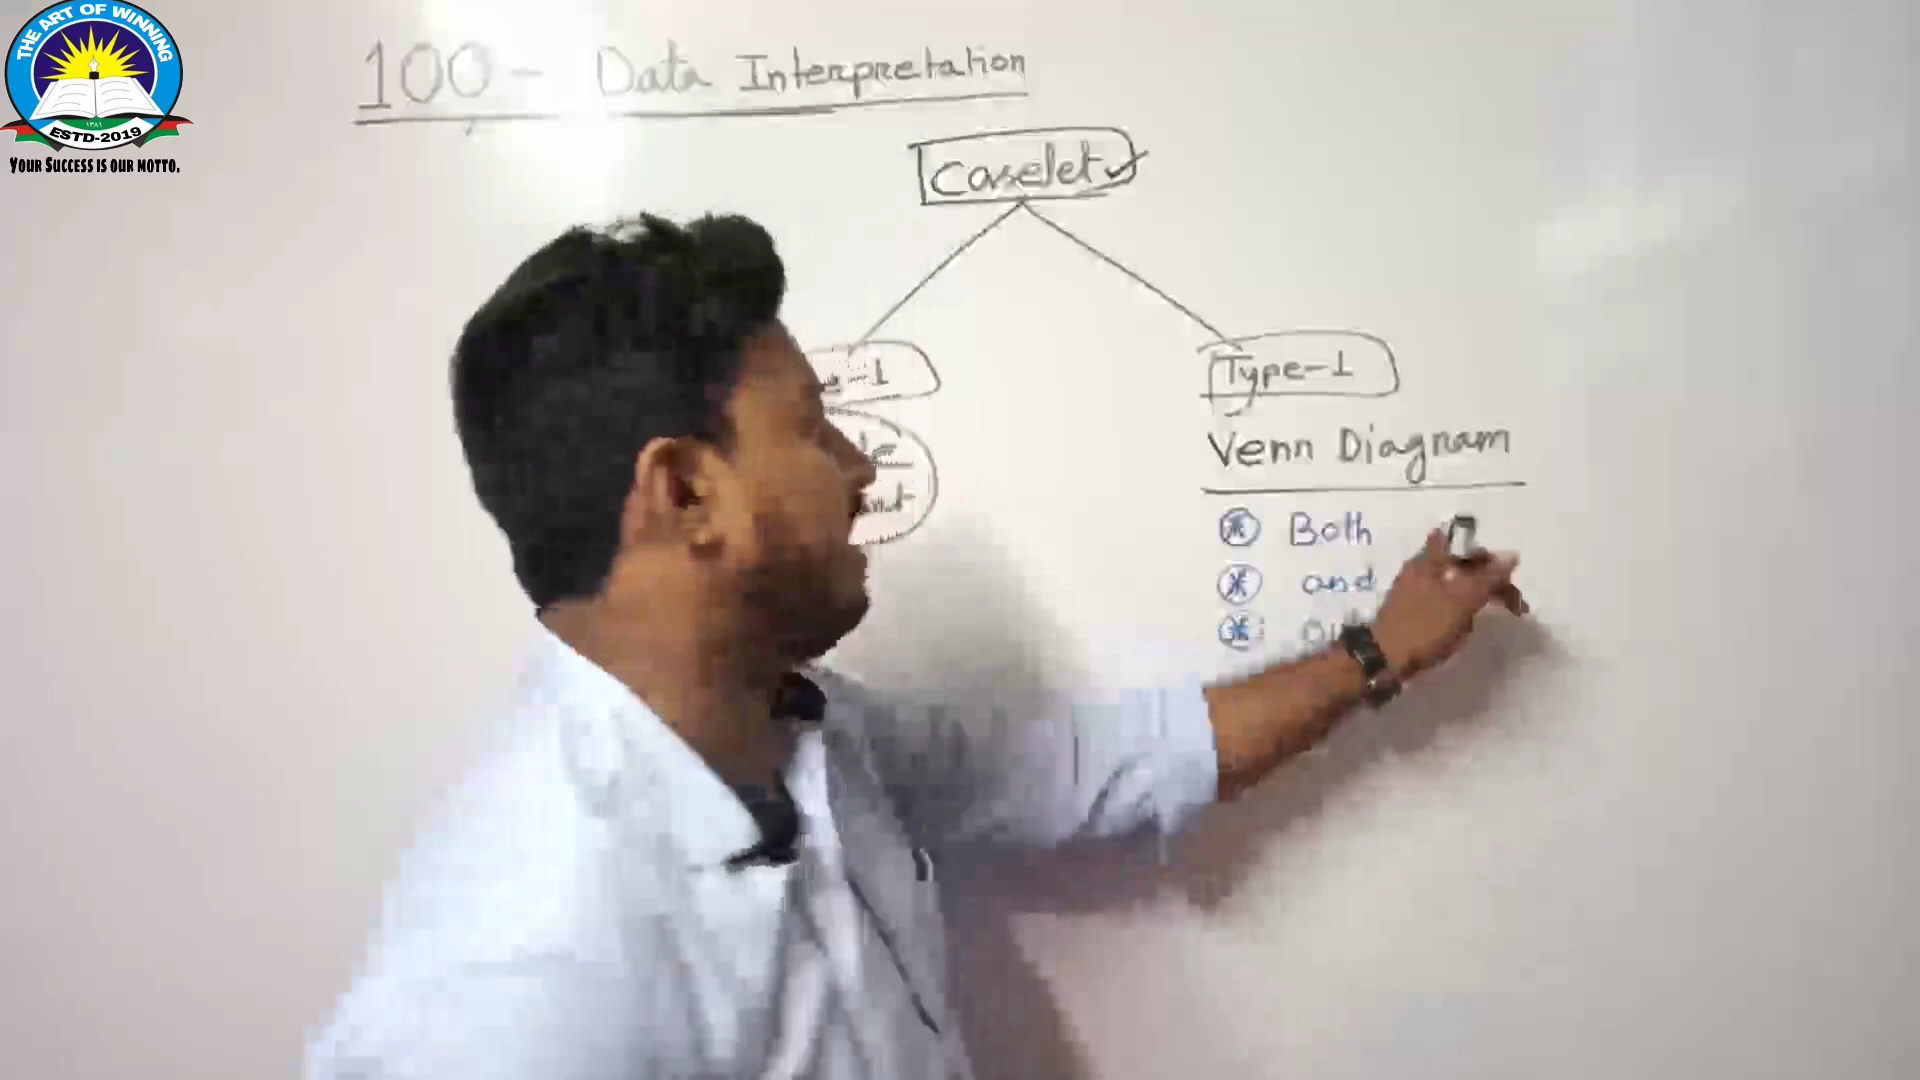 THE ART OF WINNING
ESTD-2019
YOUR SUCCESS IS OUR MOTTO.
100 - Data Interpretation
Caselet
-1
Type-1
Venn Diagram
Both
and